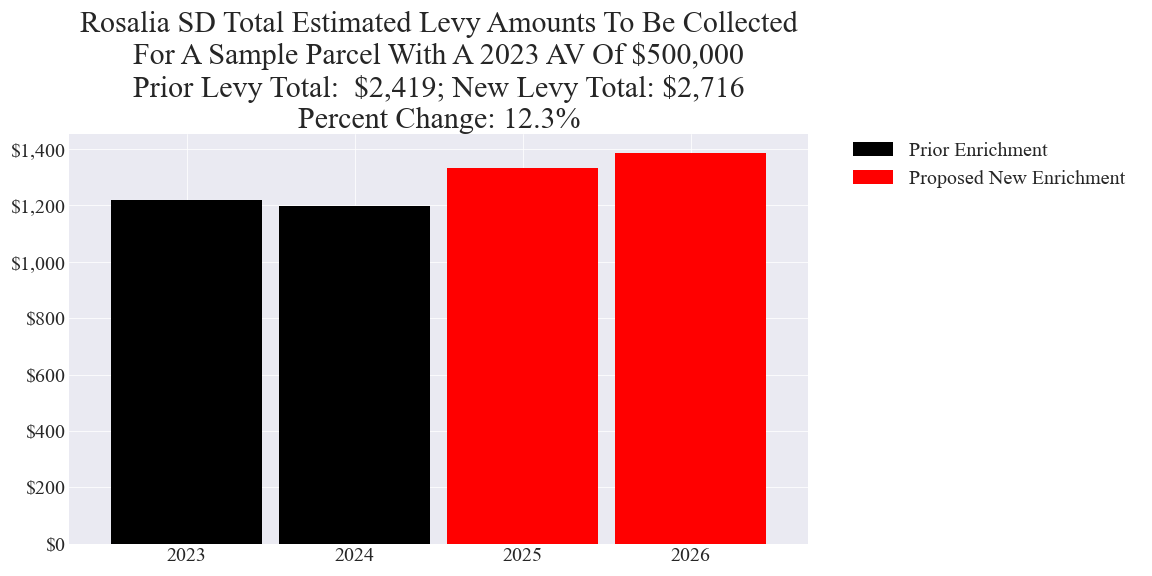 Rosalia SD Total Estimated Levy Amounts To Be Collected
For A Sample Parcel With A 2023 AV Of $500,000
Prior Levy Total:  $2,419; New Levy Total: $2,716
Percent Change: 12.3%
$1,400
$1,200
$1,000
$800
$600
$400
$200
$0
2023
2024
2025
2026
Prior Enrichment
Proposed New Enrichment